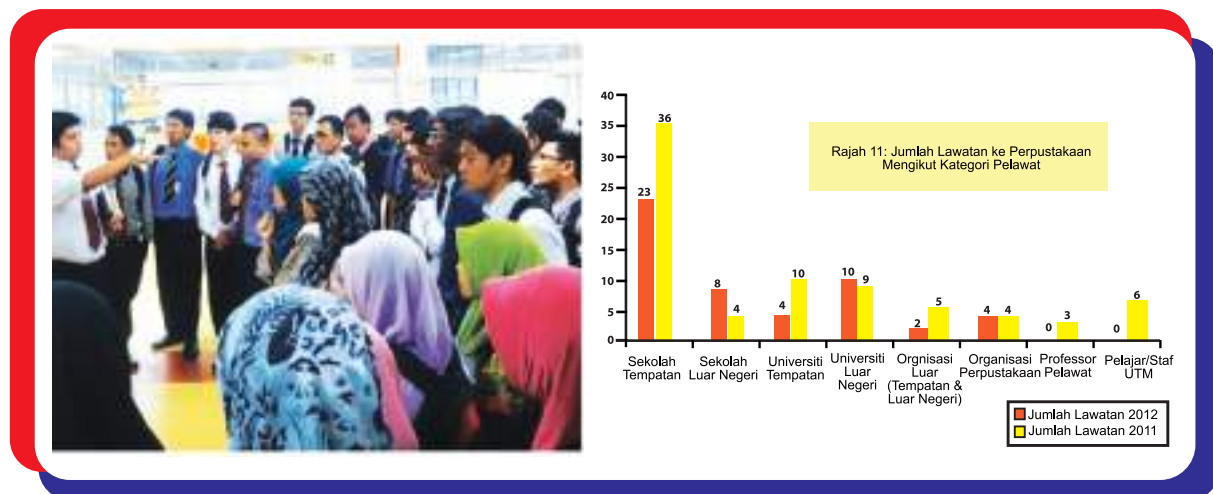 40
35
30
25
20
15
10
5
0
23
36
8
4
4
10
10
9
2
5
4
4
0
3
0
6
Rajah 11: Jumlah Lawatan ke Perpustakaan
Mengikut Kategori Pelawat
Sekolah
Tempatan
Sekolah
Luar Negeri
Universiti
Tempatan
Universiti
Luar
Negeri
Orgnisasi
Luar
(Tempatan &
Luar Negeri)
Organisasi
Perpustakaan
Professor
Pelawat
Pelajar/Staf
UTM
Jumlah Lawatan 2012
Jumlah Lawatan 2011